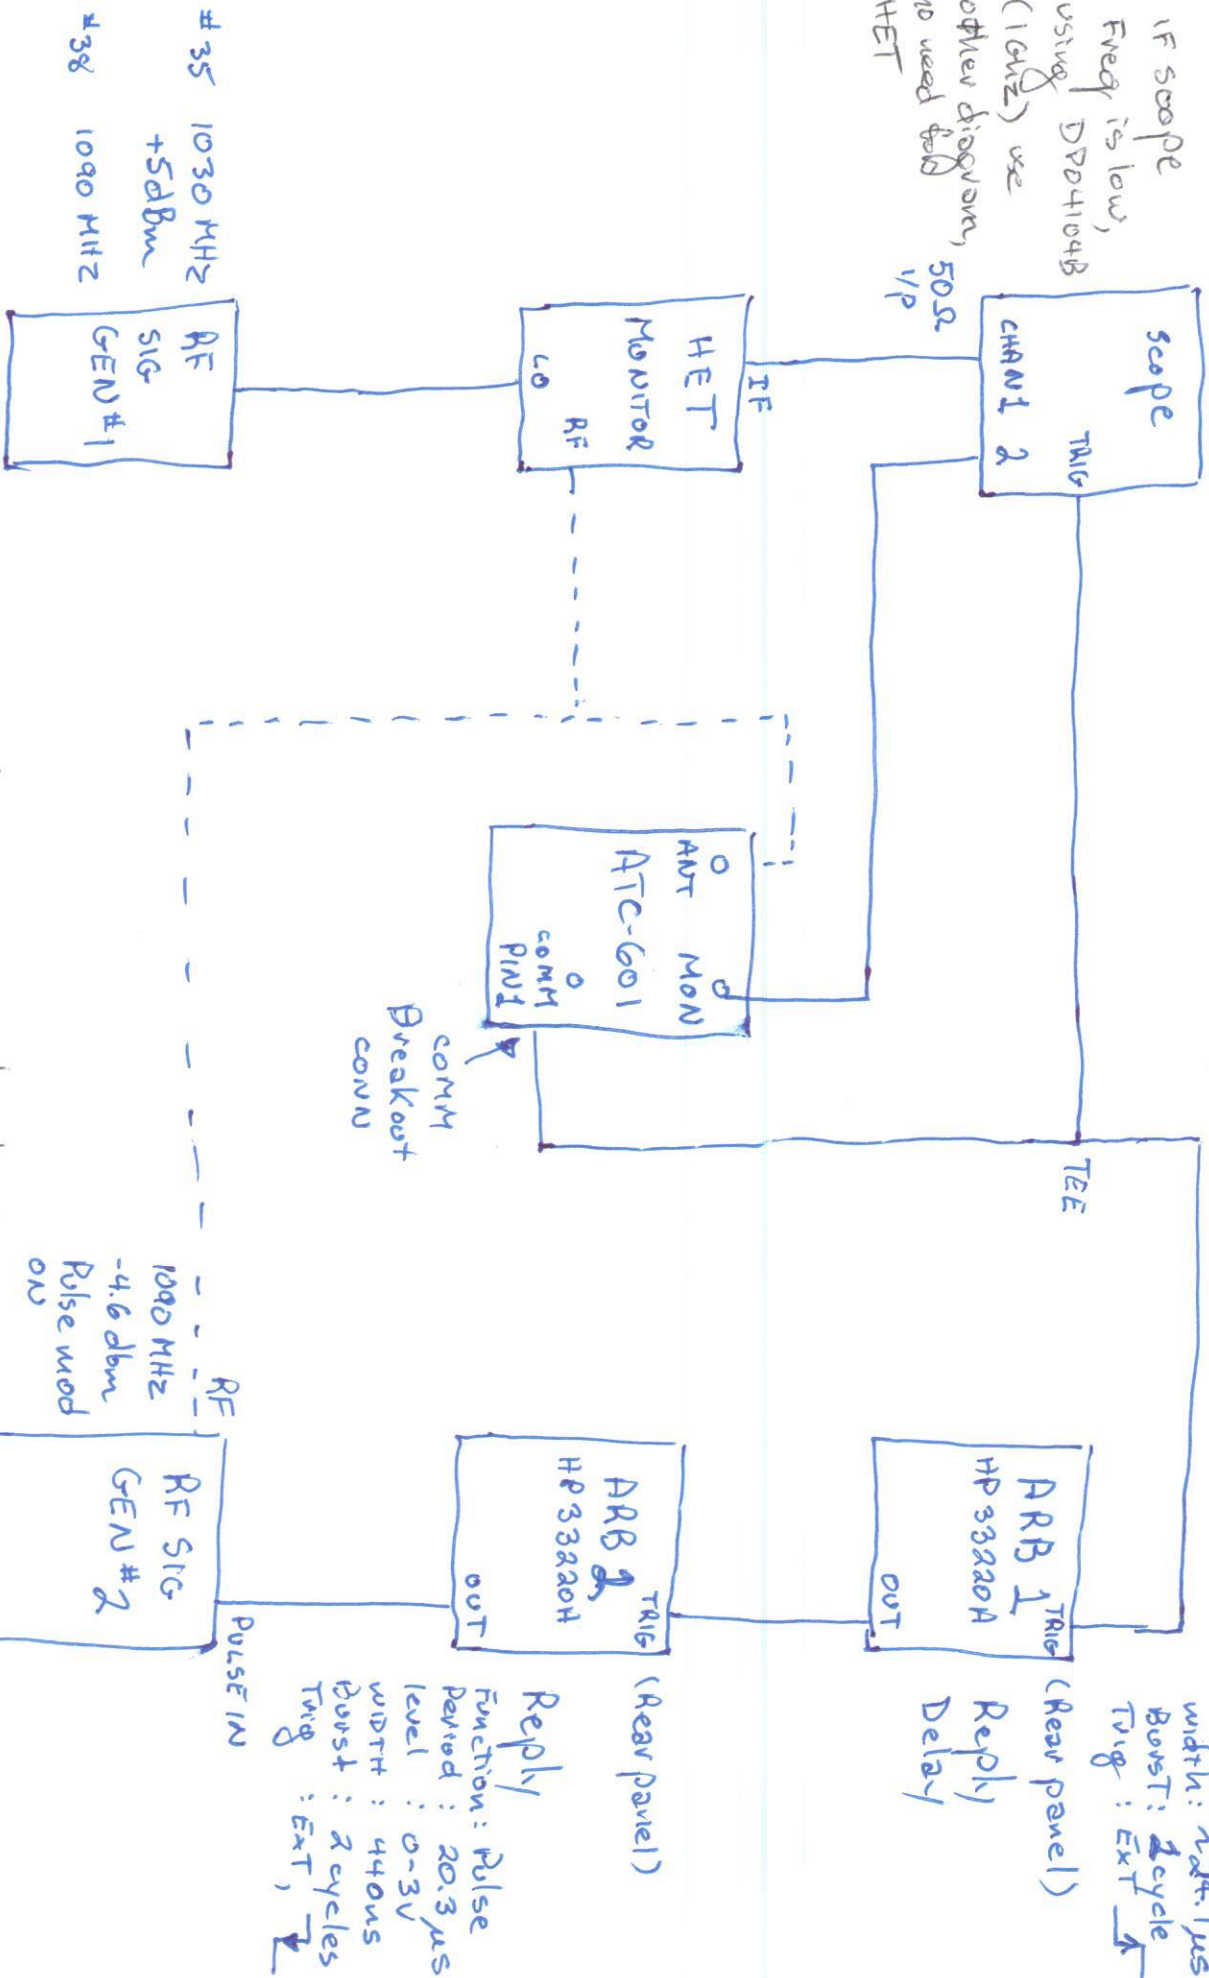 IF scope
Freq. is low,
using DPO4104B
(1GHz) use
other diagram,
no need for
HET
50Ω
I/P
Scope
TRIG
CHAN1 2
TEE
IF
HET
MONITOR
LO RF
RF
SIG
GEN#1
#35 1030 MHz
+5dBm
#38 1090 MHz
ANT MON
ATC-601
COMM
PIN1
COMM
Breakout
CONN
TRIG
ARB 1
HP33220A
OUT
(Rear panel)
Reply
Delay
Burst: 1 cycle
Trig : EXT
TRIG
ARB 2
HP33220A
OUT
(Rear panel)
Reply
Function: Pulse
Period : 20.3 µs
level : 0-3V
WIDTH : 440ns
Burst : 2 cycles
Trig : EXT,
PULSE IN
RF SIG
GEN#2
RF
1090 MHz
-4.6 dbm
Pulse mod
ON